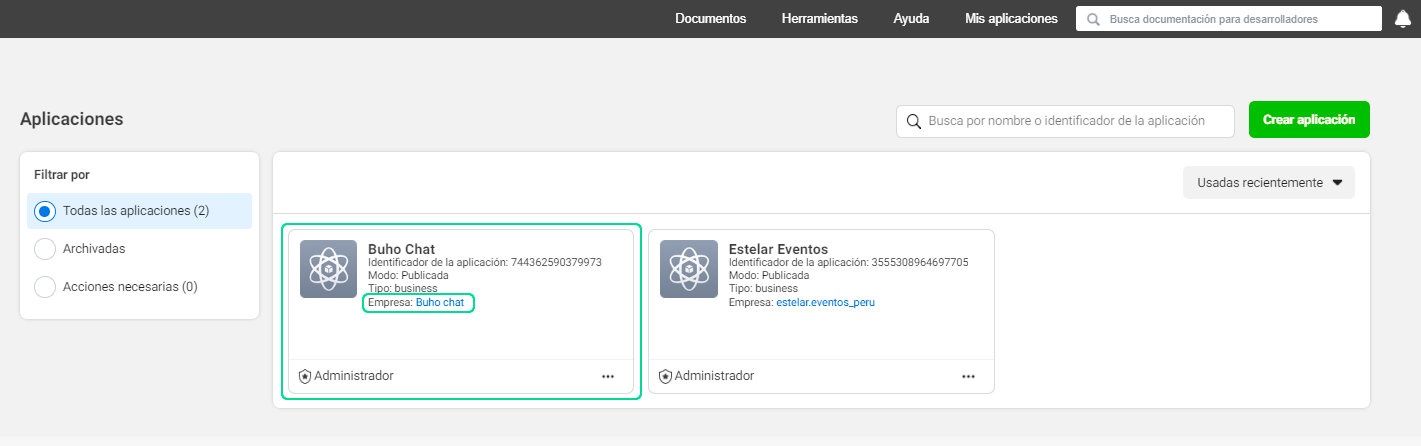 Documentos
Herramientas
Ayuda
Mis aplicaciones
Busca documentación para desarrolladores
Aplicaciones
Busca por nombre o identificador de la aplicación
Crear aplicación
Filtrar por
Todas las aplicaciones (2)
Archivadas
Acciones necesarias (0)
Usadas recientemente
Buho Chat
Identificador de la aplicación: 744362590379973
Modo: Publicada
Tipo: business
Empresa: Buho chat
Administrador
Estelar Eventos
Identificador de la aplicación: 3555308964697705
Modo: Publicada
Tipo: business
Empresa: estelar.eventos_peru
Administrador